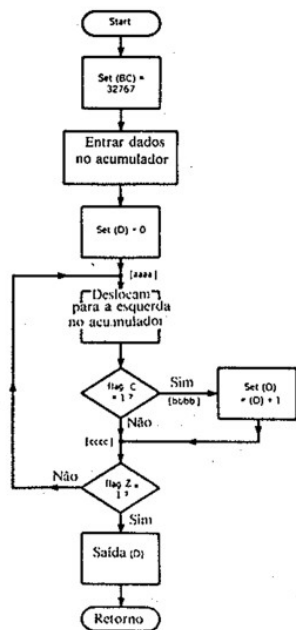 Start
Set (BC) =
32767
Entrar dados
no acumulador
Set (D) = 0
[aaaa]
Deslocam
para a esquerda
no acumulador
flag C
= 1 ?
Sim
[bbbb]
Set (D)
= (D) + 1
Não
[cccc]
Não
flag Z =
1 ?
Sim
Saída (D)
Retorno